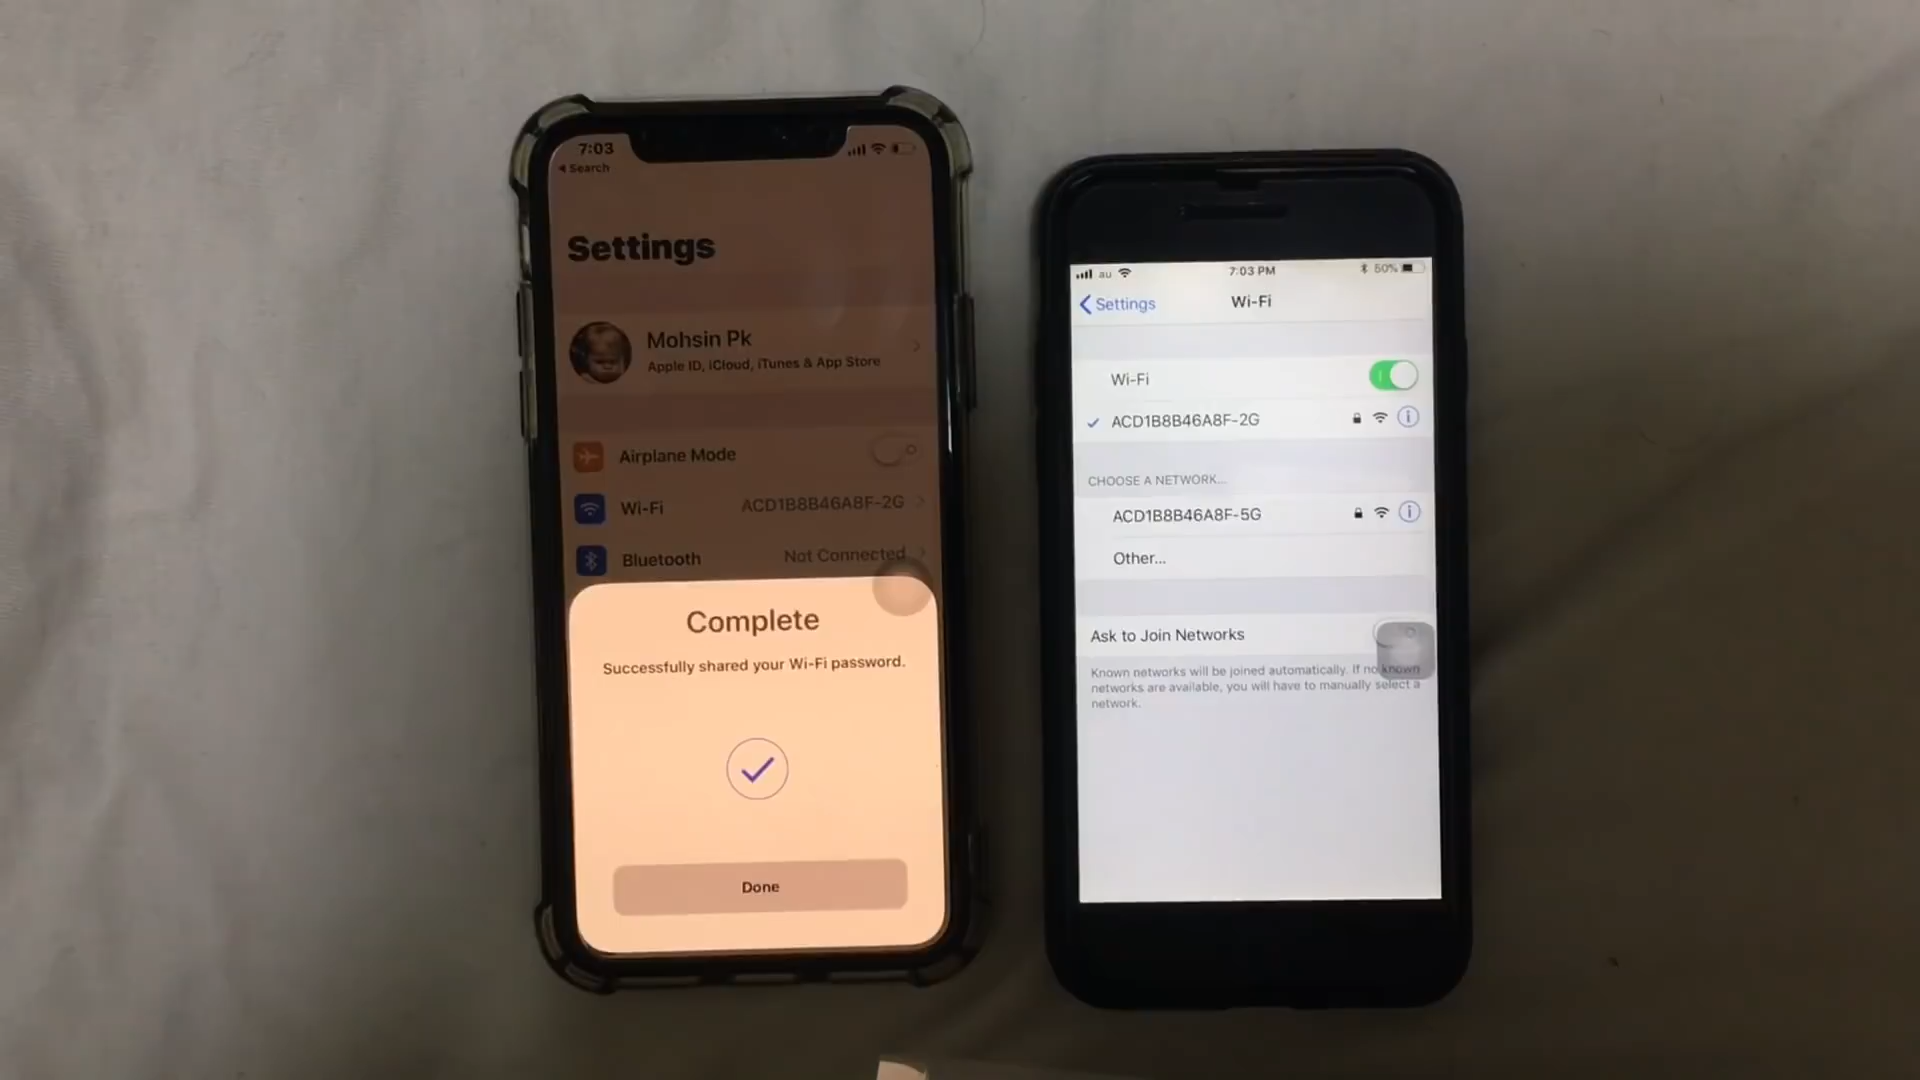 7:03
Search
Settings
Mohsin Pk
Apple ID, iCloud, iTunes & App Store
Airplane Mode
Wi-Fi ACD1B8B46A8F-2G
Bluetooth Not Connected
Complete
Successfully shared your Wi-Fi password.
Done
au 7:03 PM 50%
Settings Wi-Fi
Wi-Fi
ACD1B8B46A8F-2G
CHOOSE A NETWORK...
ACD1B8B46A8F-5G
Other...
Ask to Join Networks
Known networks will be joined automatically. If no known
networks are available, you will have to manually select a
network.